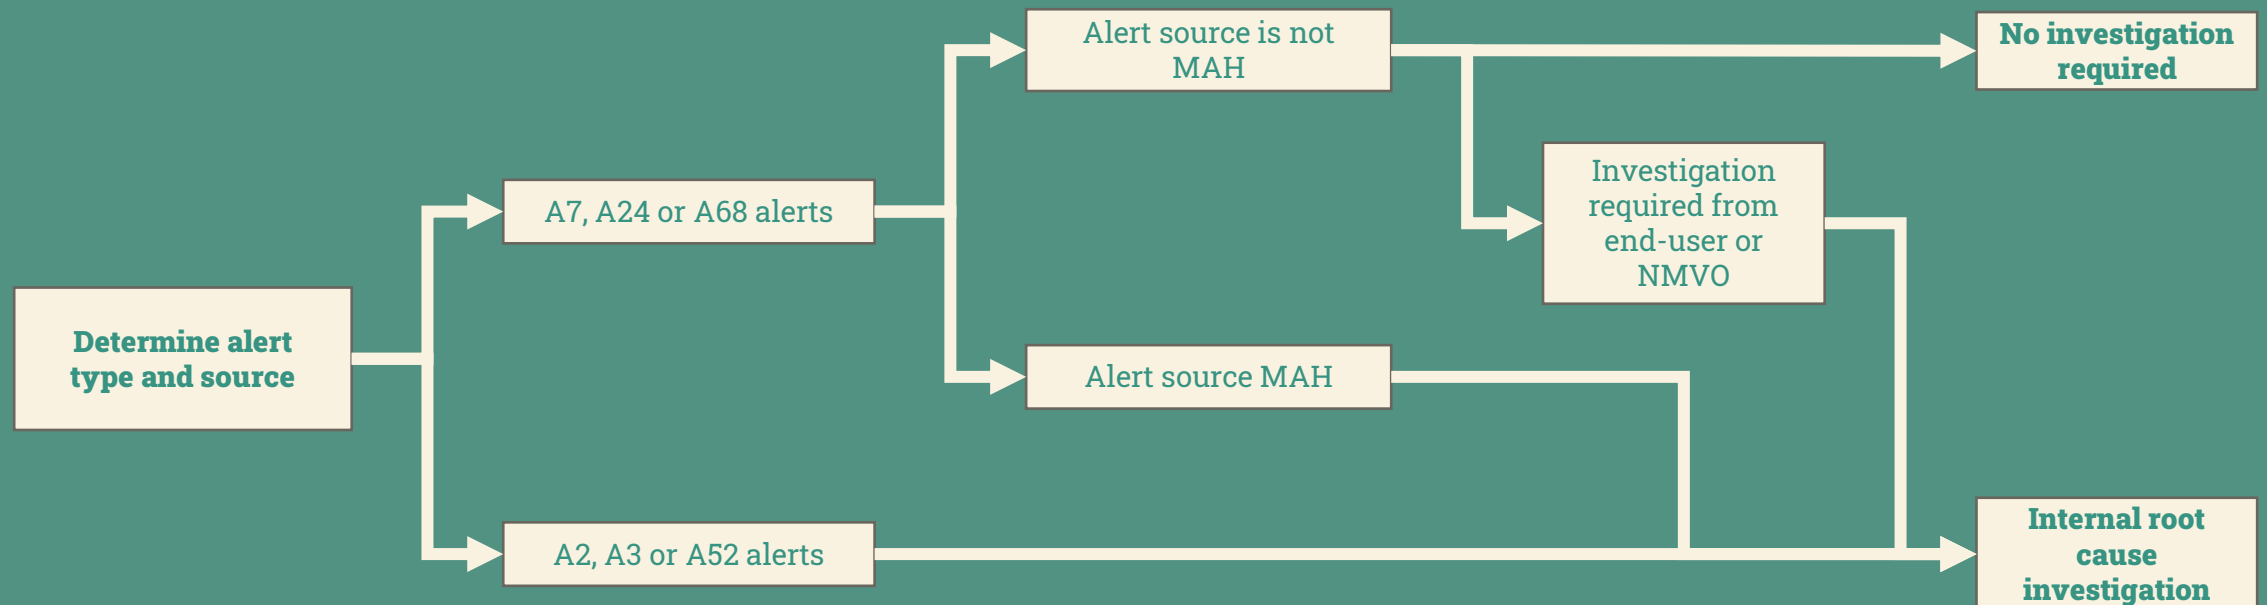 Alert source is not
MAH
No investigation
required
Investigation
required from
end-user or
NMVO
A7, A24 or A68 alerts
Determine alert
type and source
Alert source MAH
A2, A3 or A52 alerts
Internal root
cause
investigation